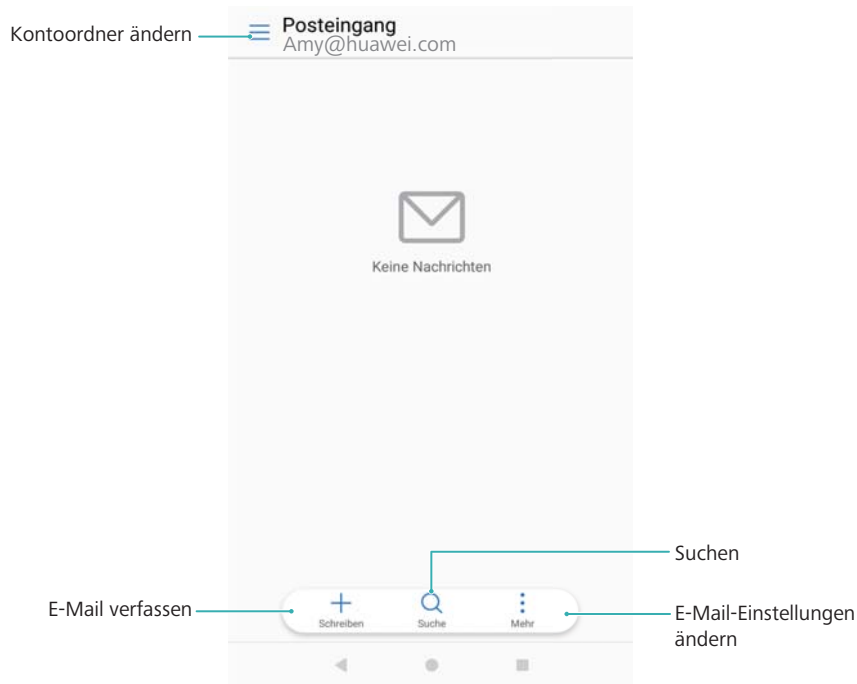 Kontoordner ändern
Posteingang
Amy@huawei.com
Keine Nachrichten
Suchen
E-Mail verfassen
Schreiben
Suche
Mehr
E-Mail-Einstellungen
ändern